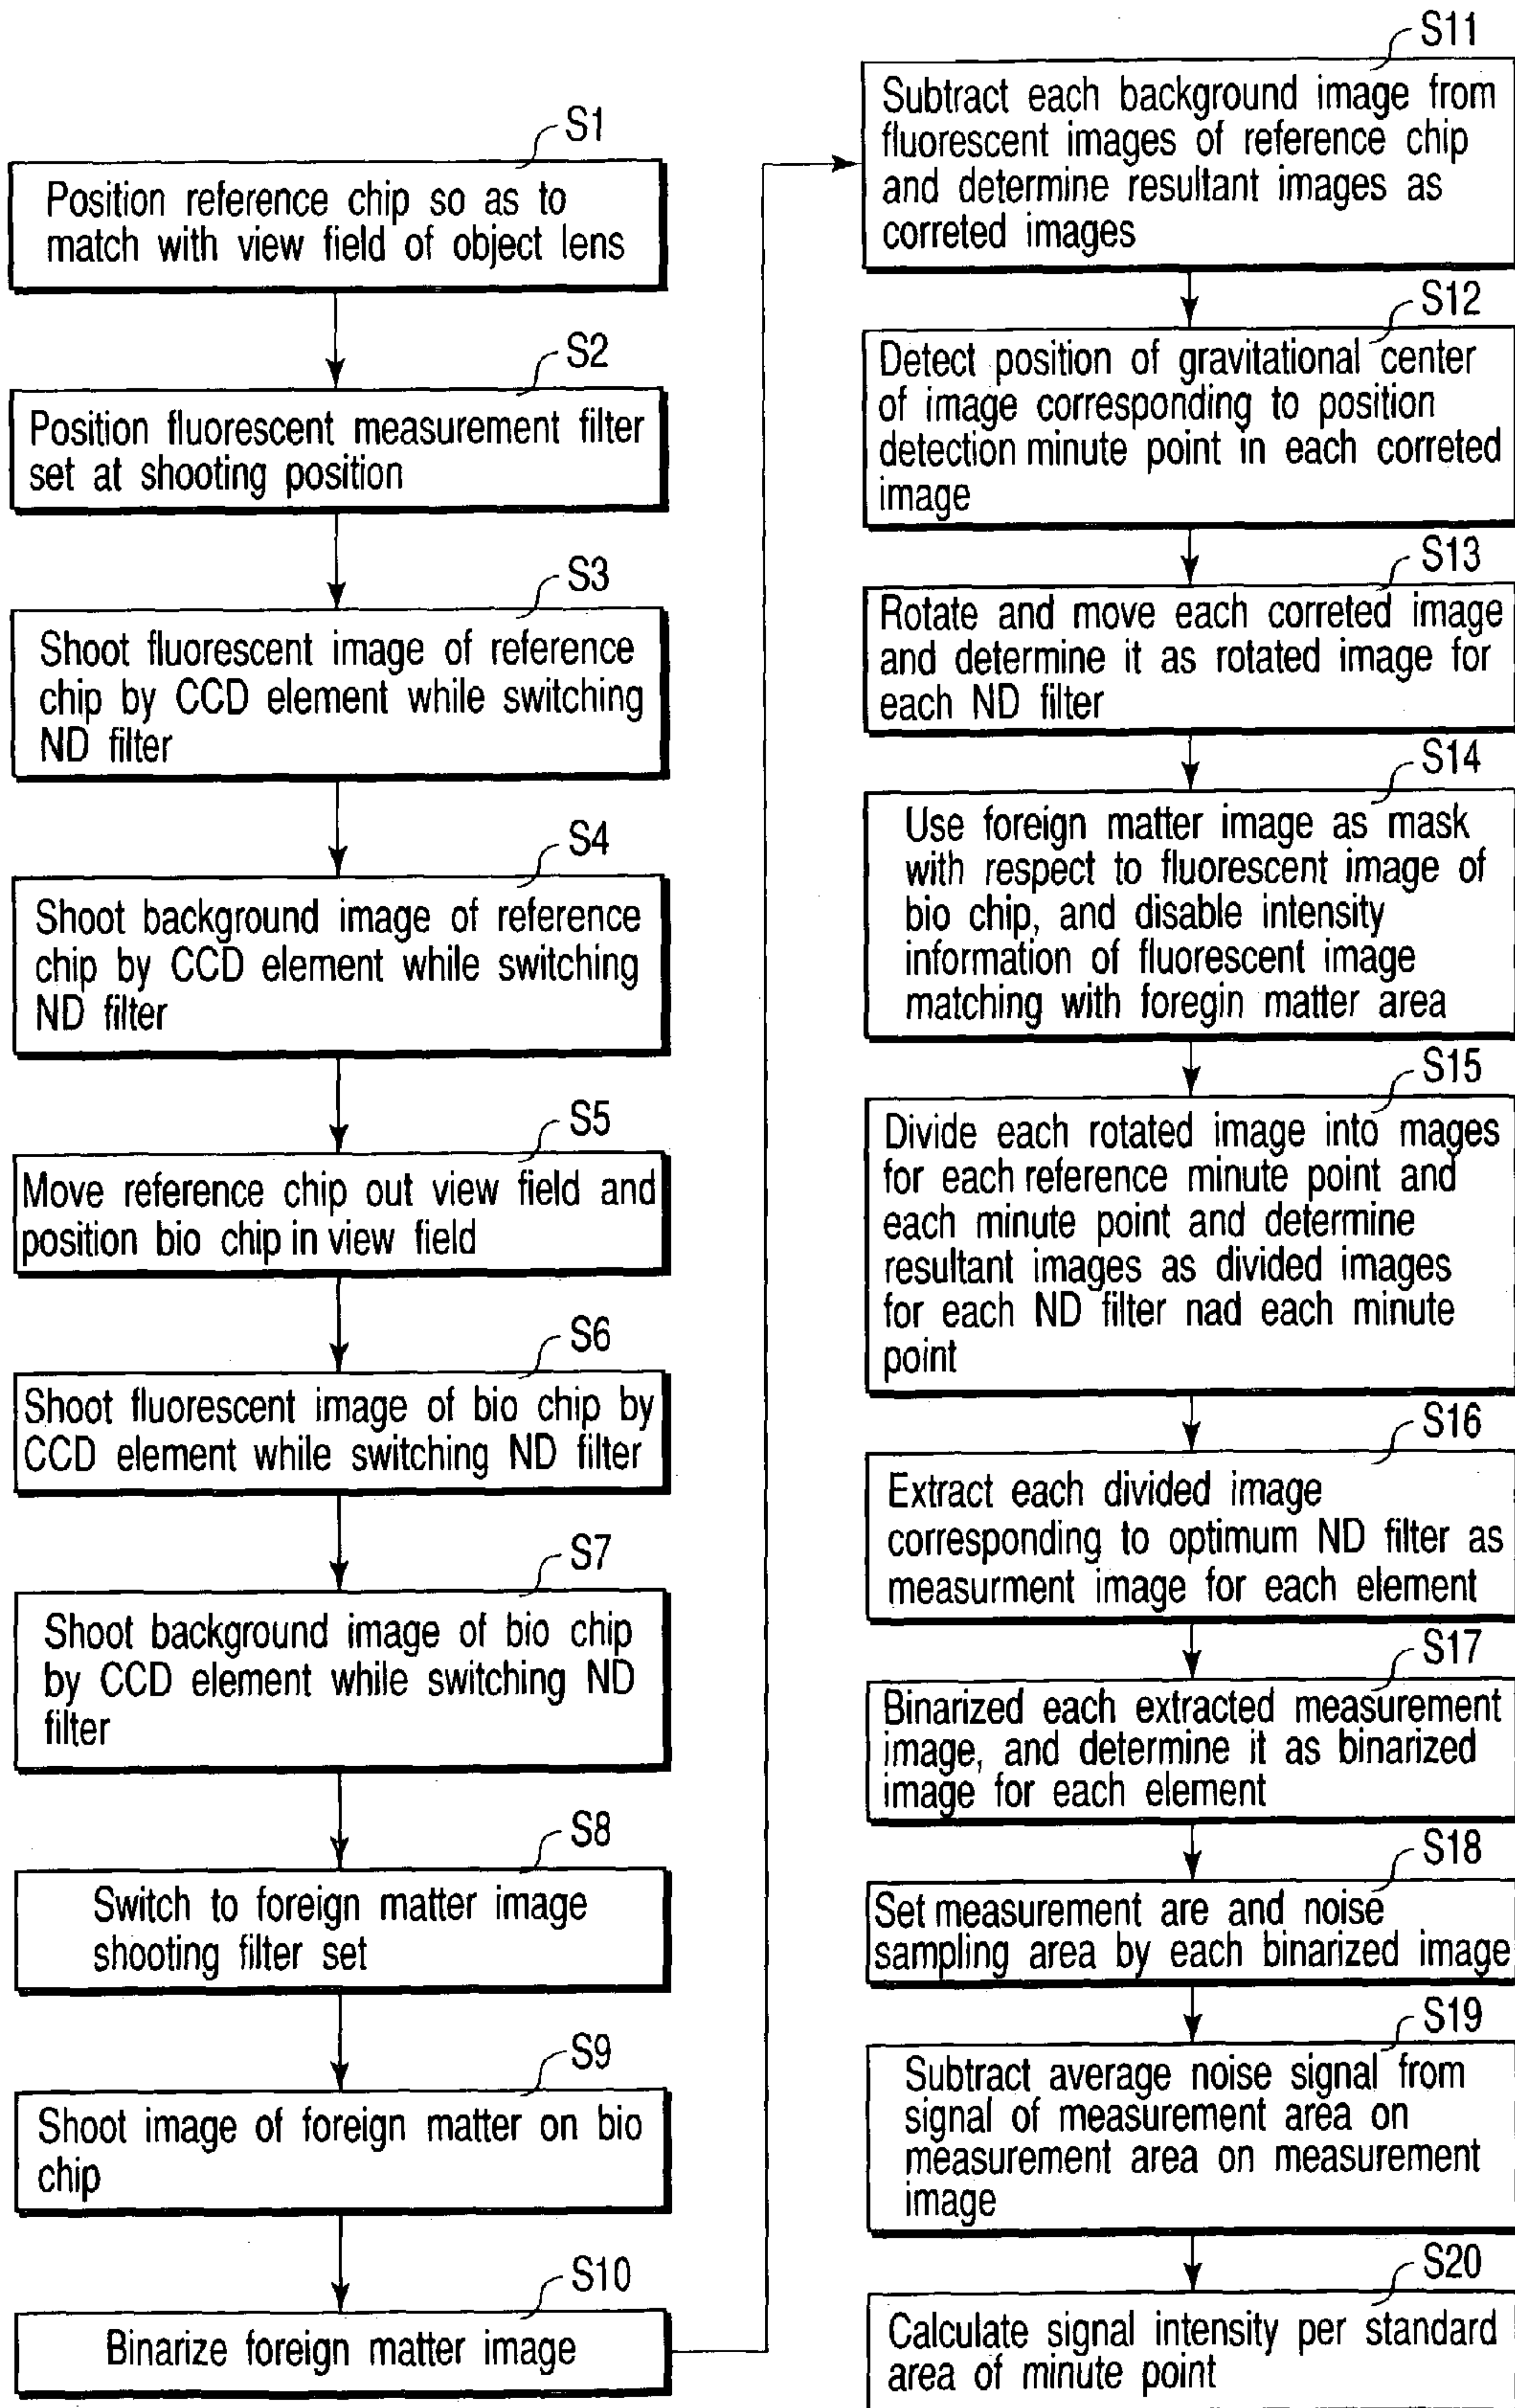 S1
Position reference chip so as to
match with view field of object lens
S2
Position fluorescent measurement filter
set at shooting position
S3
Shoot fluorescent image of reference
chip by CCD element while switching
ND filter
S4
Shoot background image of reference
chip by CCD element while switching
ND filter
S5
Move reference chip out view field and
position bio chip in view field
S6
Shoot fluorescent image of bio chip by
CCD element while switching ND filter
S7
Shoot background image of bio chip
by CCD element while switching ND
filter
S8
Switch to foreign matter image
shooting filter set
S9
Shoot image of foreign matter on bio
chip
S10
Binarize foreign matter image
S11
Subtract each background image from
fluorescent images of reference chip
and determine resultant images as
correted images
S12
Detect position of gravitational center
of image corresponding to position
detection minute point in each correted
image
S13
Rotate and move each correted image
and determine it as rotated image for
each ND filter
S14
Use foreign matter image as mask
with respect to fluorescent image of
bio chip, and disable intensity
information of fluorescent image
matching with foregin matter area
S15
Divide each rotated image into mages
for each reference minute point and
each minute point and determine
resultant images as divided images
for each ND filter nad each minute
point
S16
Extract each divided image
corresponding to optimum ND filter as
measurment image for each element
S17
Binarized each extracted measurement
image, and determine it as binarized
image for each element
S18
Set measurement are and noise
sampling area by each binarized image
S19
Subtract average noise signal from
signal of measurement area on
measurement area on measurement
image
S20
Calculate signal intensity per standard
area of minute point